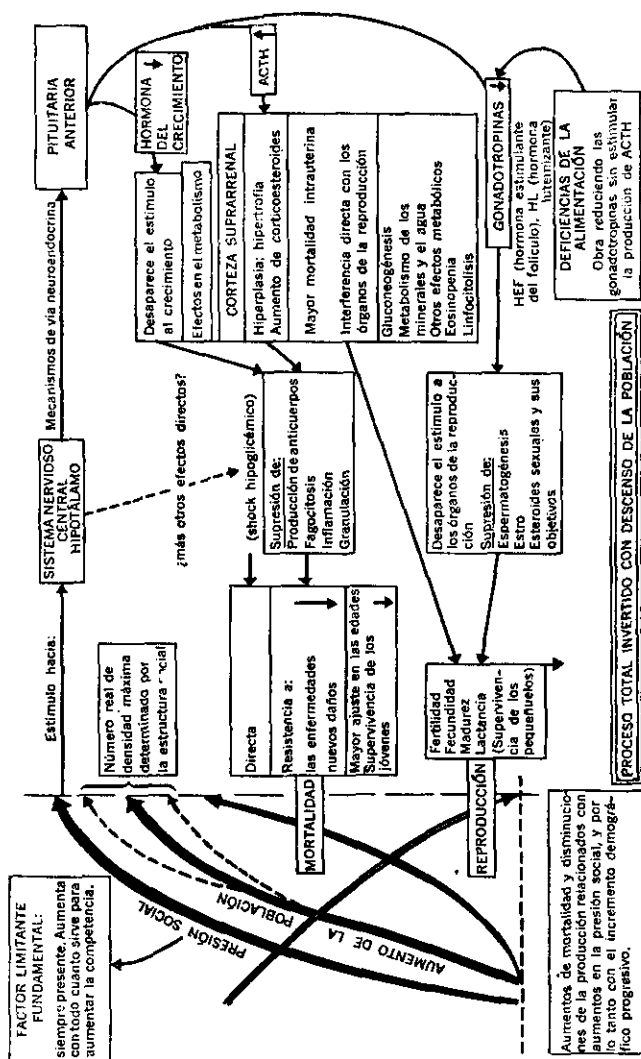 FACTOR LIMITANTE
FUNDAMENTAL:
siempre presente. Aumenta
con todo cuanto sirve para
aumentar la competencia.
PRESIÓN SOCIAL
AUMENTO DE LA
POBLACIÓN
Aumentos de mortalidad y disminucio-
nes de la producción relacionados con
aumentos en la presión social, y por
lo tanto con el incremento demográ-
fico progresivo.
Estímulo hacia:
Número real de
densidad máxima
determinado por
la estructura social
SISTEMA NERVIOSO
CENTRAL
HIPOTÁLAMO
Mecanismos de vía neuroandocrina
PITUITARIA
ANTERIOR
¿más otros efectos directos?
HORMONA
DEL
CRECIMIENTO
ACTH
Desaparece el estímulo
al crecimiento
Efectos en el metabolismo
CORTEZA SUPRARRENAL
Hiperplasia; hipertrofia
Aumento de corticoesteroides
Mayor mortalidad intrauterina
Interferencia directa con los
órganos de la reproducción
Gluconeogénesis
Metabolismo de los
minerales y el agua
Otros efectos metabólicos
Eosinopenia
Linfocitolisis
(shock hipoglicémico)
Supresión de:
Producción de anticuerpos
Fagocitosis
Inflamación
Granulación
MORTALIDAD
Directa
Resistencia a:
las enfermedades
nuevos daños
Mayor ajuste en las edades
Supervivencia de los
jóvenes
REPRODUCCIÓN
Fertilidad
Fecundidad
Madurez
Lactancia
(Superviven-
cia de los
pequeñuelos)
Desaparece el estímulo a
los órganos de la reproduc-
ción
Supresión de:
Espermatogénesis
Estro
Esteroides sexuales y sus
objetivos
GONADOTROPINAS
HEF (hormona estimulante
del folículo), HL (hormona
luteinizante)
DEFICIENCIAS DE LA
ALIMENTACIÓN
Obra reduciendo las
gonadotropinas sin estimular
la producción de ACTH
PROCESO TOTAL INVERTIDO CON DESCENSO DE LA POBLACIÓN